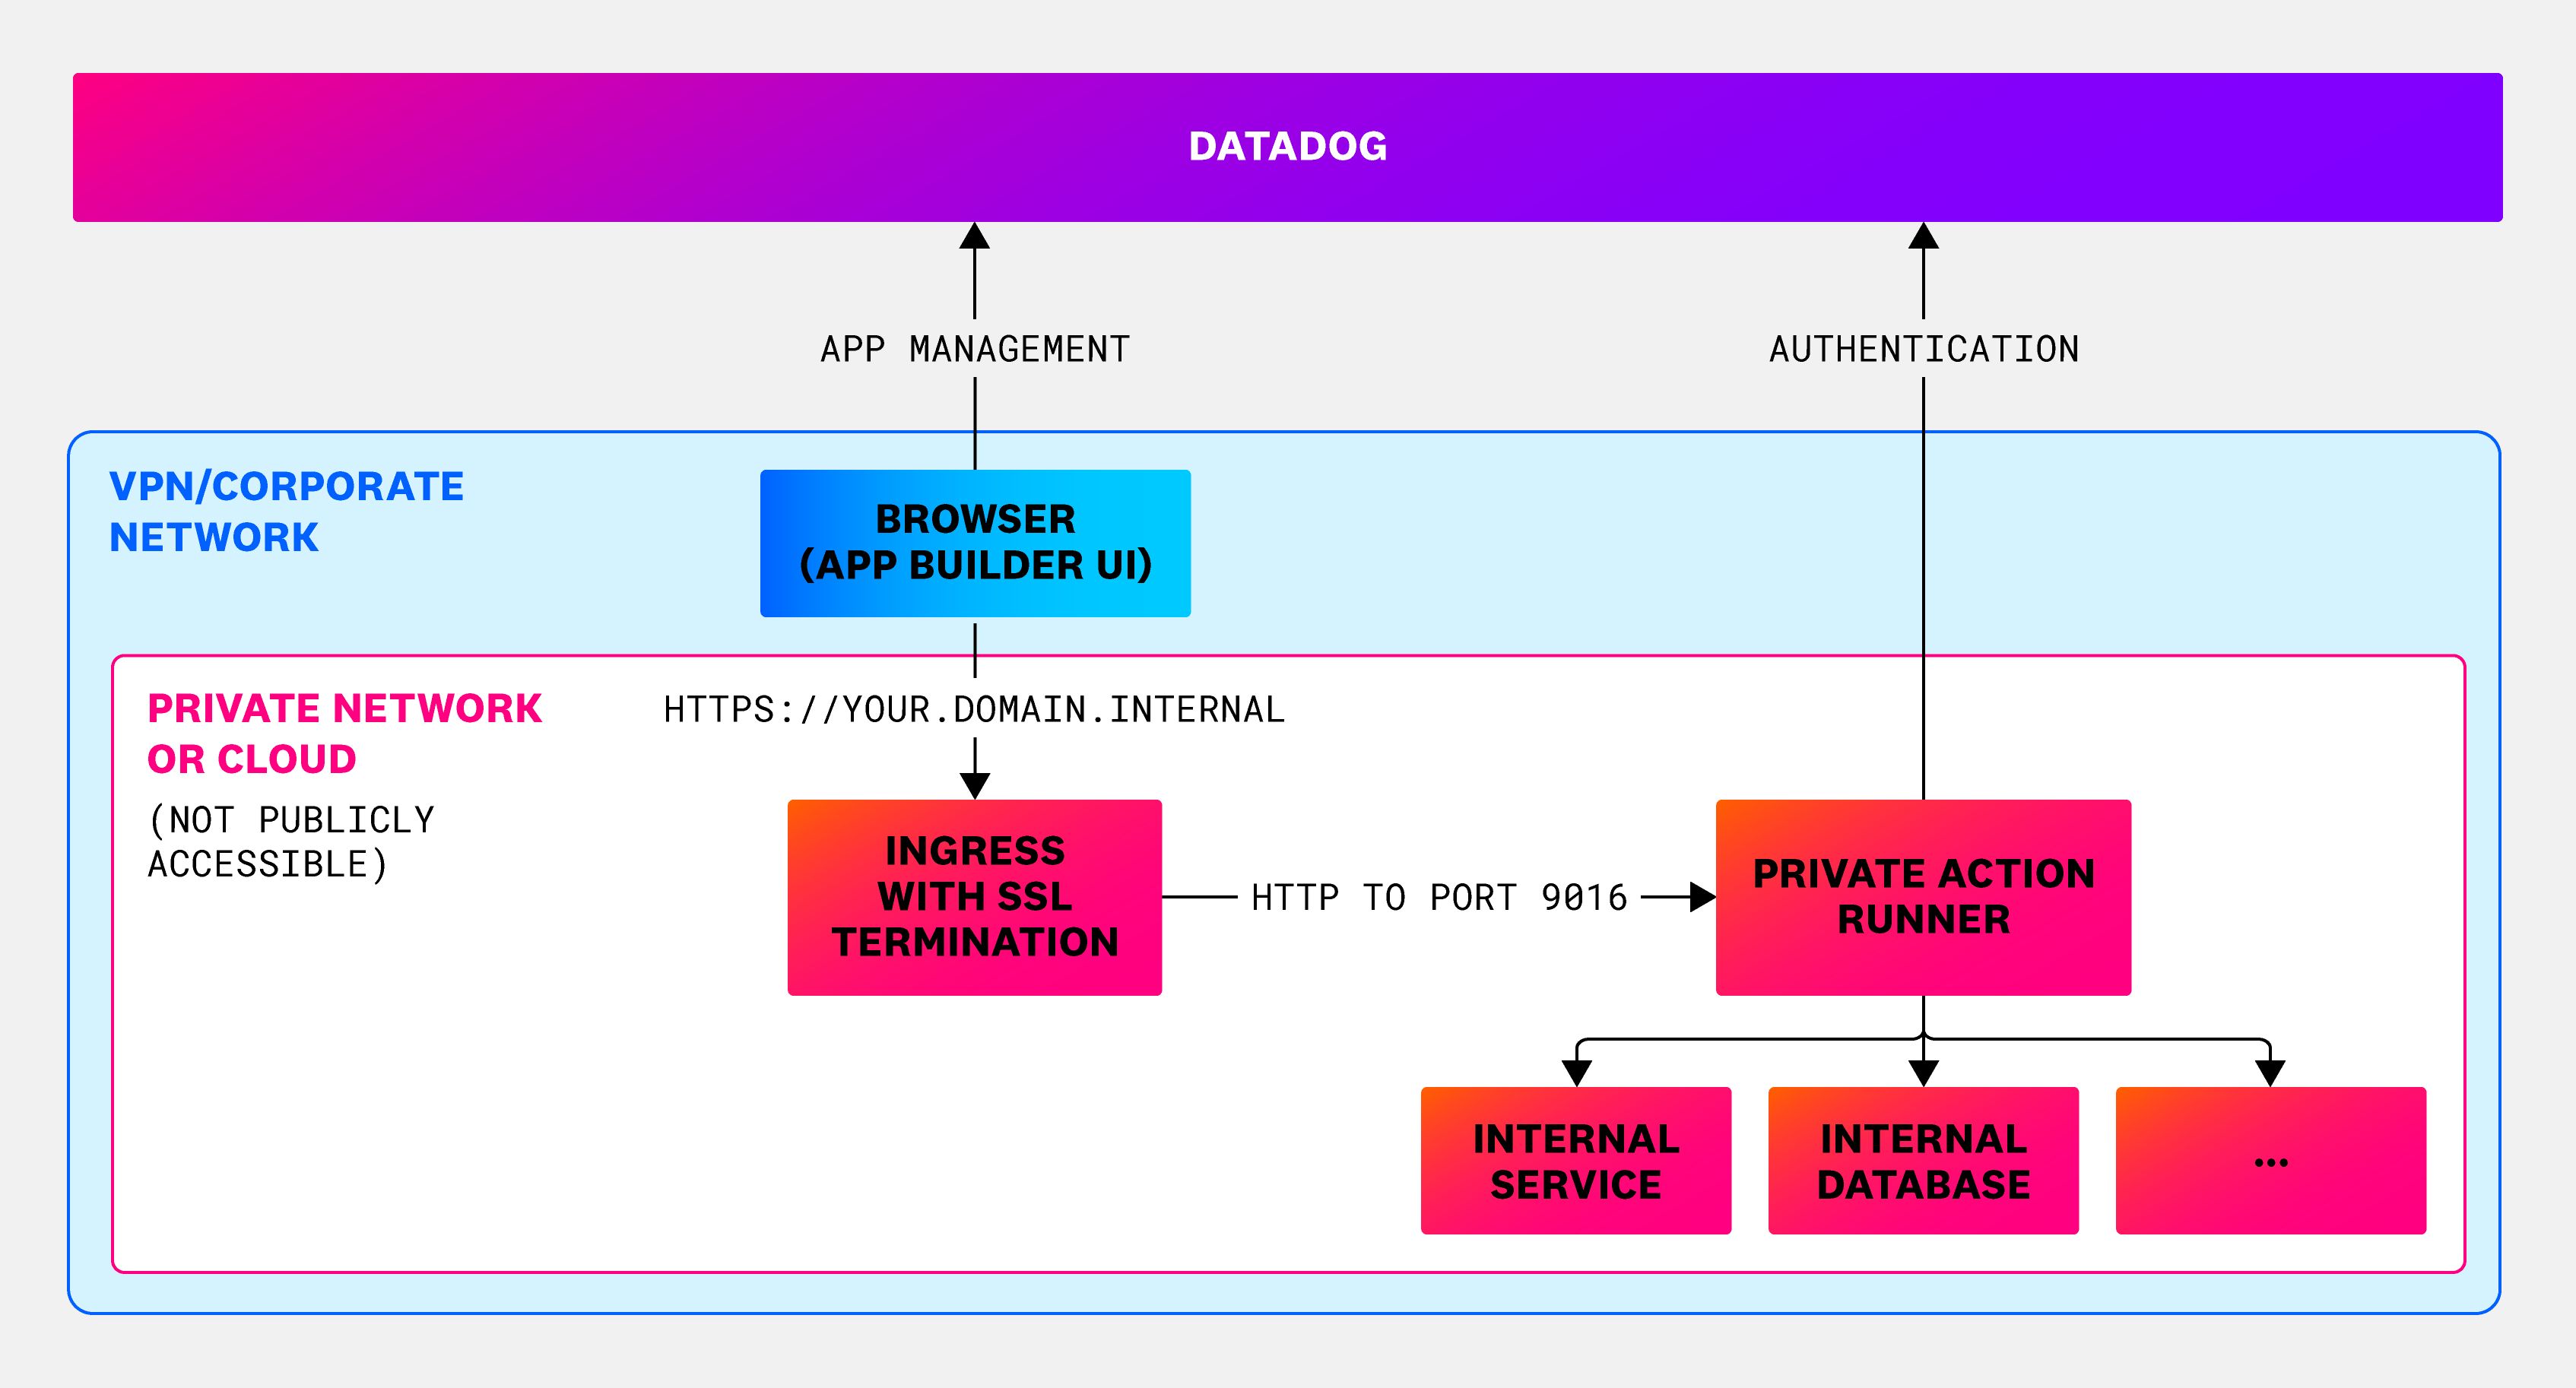 DATADOG
APP MANAGEMENT
AUTHENTICATION
VPN/CORPORATE
NETWORK
BROWSER
(APP BUILDER UI)
PRIVATE NETWORK
OR CLOUD
(NOT PUBLICLY
ACCESSIBLE)
HTTPS://YOUR.DOMAIN.INTERNAL
INGRESS
WITH SSL
TERMINATION
HTTP TO PORT 9016
PRIVATE ACTION
RUNNER
INTERNAL
SERVICE
INTERNAL
DATABASE
...